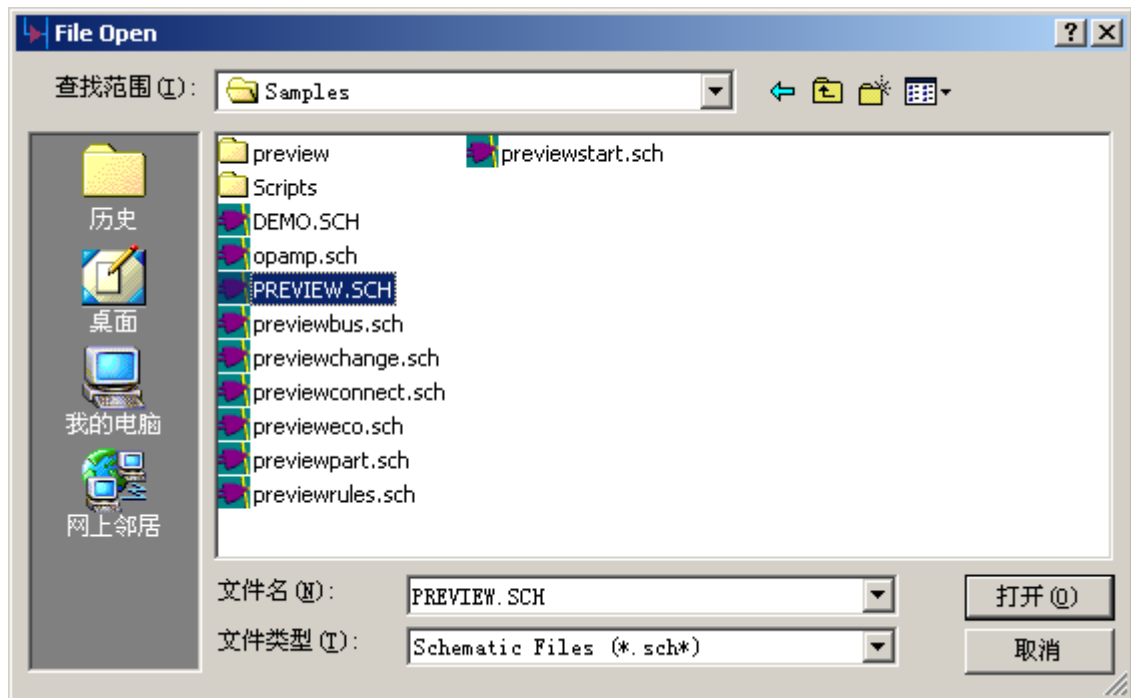 File Open
查找范围(I):
Samples
历史
桌面
我的电脑
网上邻居
preview
Scripts
DEMO.SCH
opamp.sch
PREVIEW.SCH
previewbus.sch
previewchange.sch
previewconnect.sch
previeweco.sch
previewpart.sch
previewrules.sch
previewstart.sch
文件名(N):
PREVIEW.SCH
打开(O)
文件类型(T):
Schematic Files (*.sch*)
取消